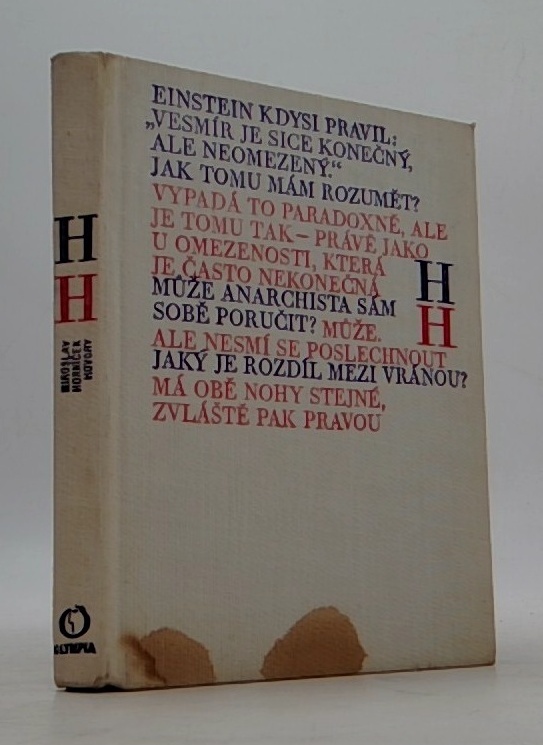 EINSTEIN KDYSI PRAVIL:
„VESMÍR JE SICE KONEČNÝ,
ALE NEOMEZENÝ.“
JAK TOMU MÁM ROZUMĚT?
VYPADÁ TO PARADOXNĚ, ALE
JE TOMU TAK – PRÁVĚ JAKO
U OMEZENOSTI, KTERÁ
JE ČASTO NEKONEČNÁ
MŮŽE ANARCHISTA SÁM
SOBĚ PORUČIT? MŮŽE.
ALE NESMÍ SE POSLECHNOUT
JAKÝ JE ROZDÍL MEZI VRÁNOU?
MÁ OBĚ NOHY STEJNÉ,
ZVLÁŠTĚ PAK PRAVOU
H
H
H
H
MIROSLAV
HORNÍČEK
HOVORY
OLYMPIA